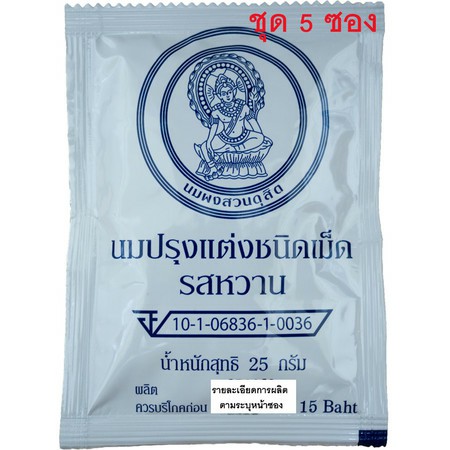 ชุด 5 ซอง
นมผงสวนดุสิต
นมปรุงแต่งชนิดเม็ด
รสหวาน
10-1-06836-1-0036
น้ำหนักสุทธิ 25 กรัม
ผลิต
รายละเอียดการผลิต
ควรบริโภคก่อน
ตามระบุหน้าซอง
15 Baht